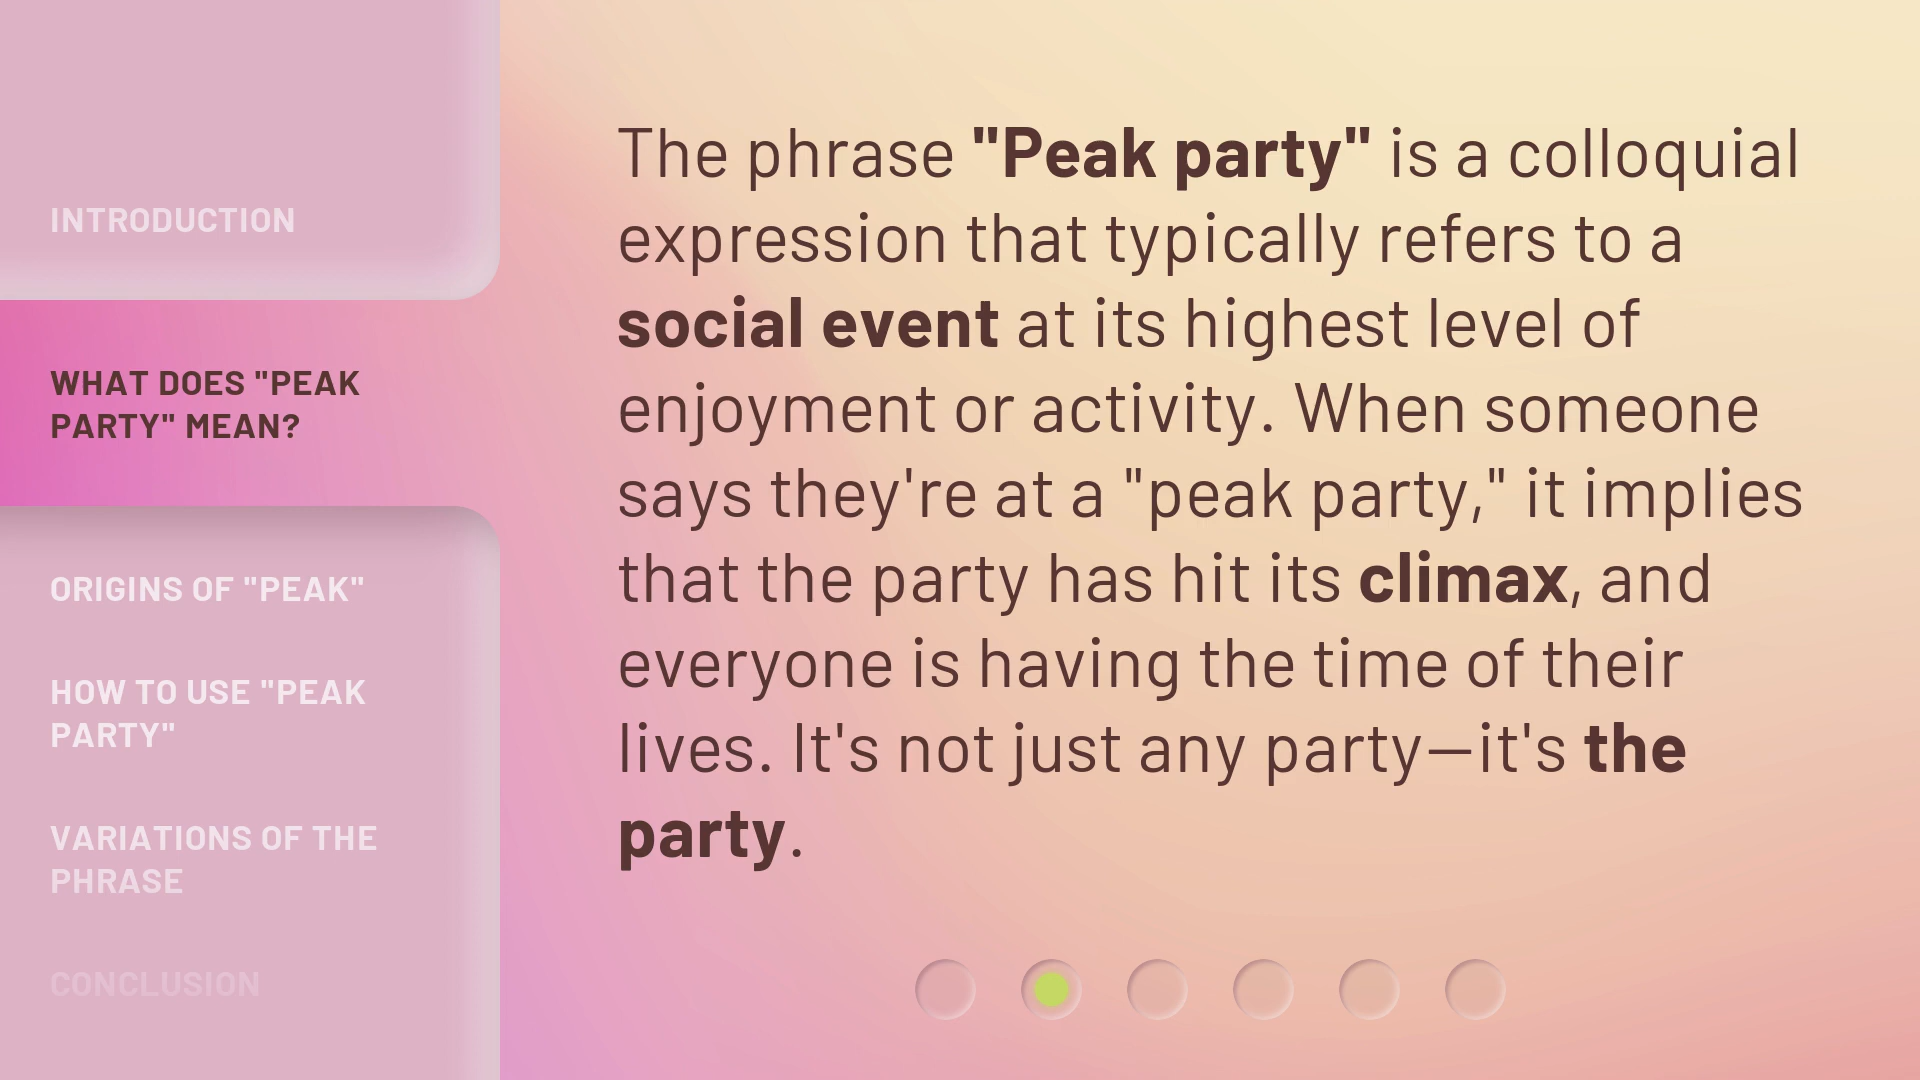 INTRODUCTION
WHAT DOES "PEAK
PARTY" MEAN?
ORIGINS OF "PEAK"
HOW TO USE "PEAK
PARTY"
VARIATIONS OF THE
PHRASE
CONCLUSION
The phrase "Peak party" is a colloquial
expression that typically refers to a
social event at its highest level of
enjoyment or activity. When someone
says they're at a "peak party," it implies
that the party has hit its climax, and
everyone is having the time of their
lives. It's not just any party—it's the
party.